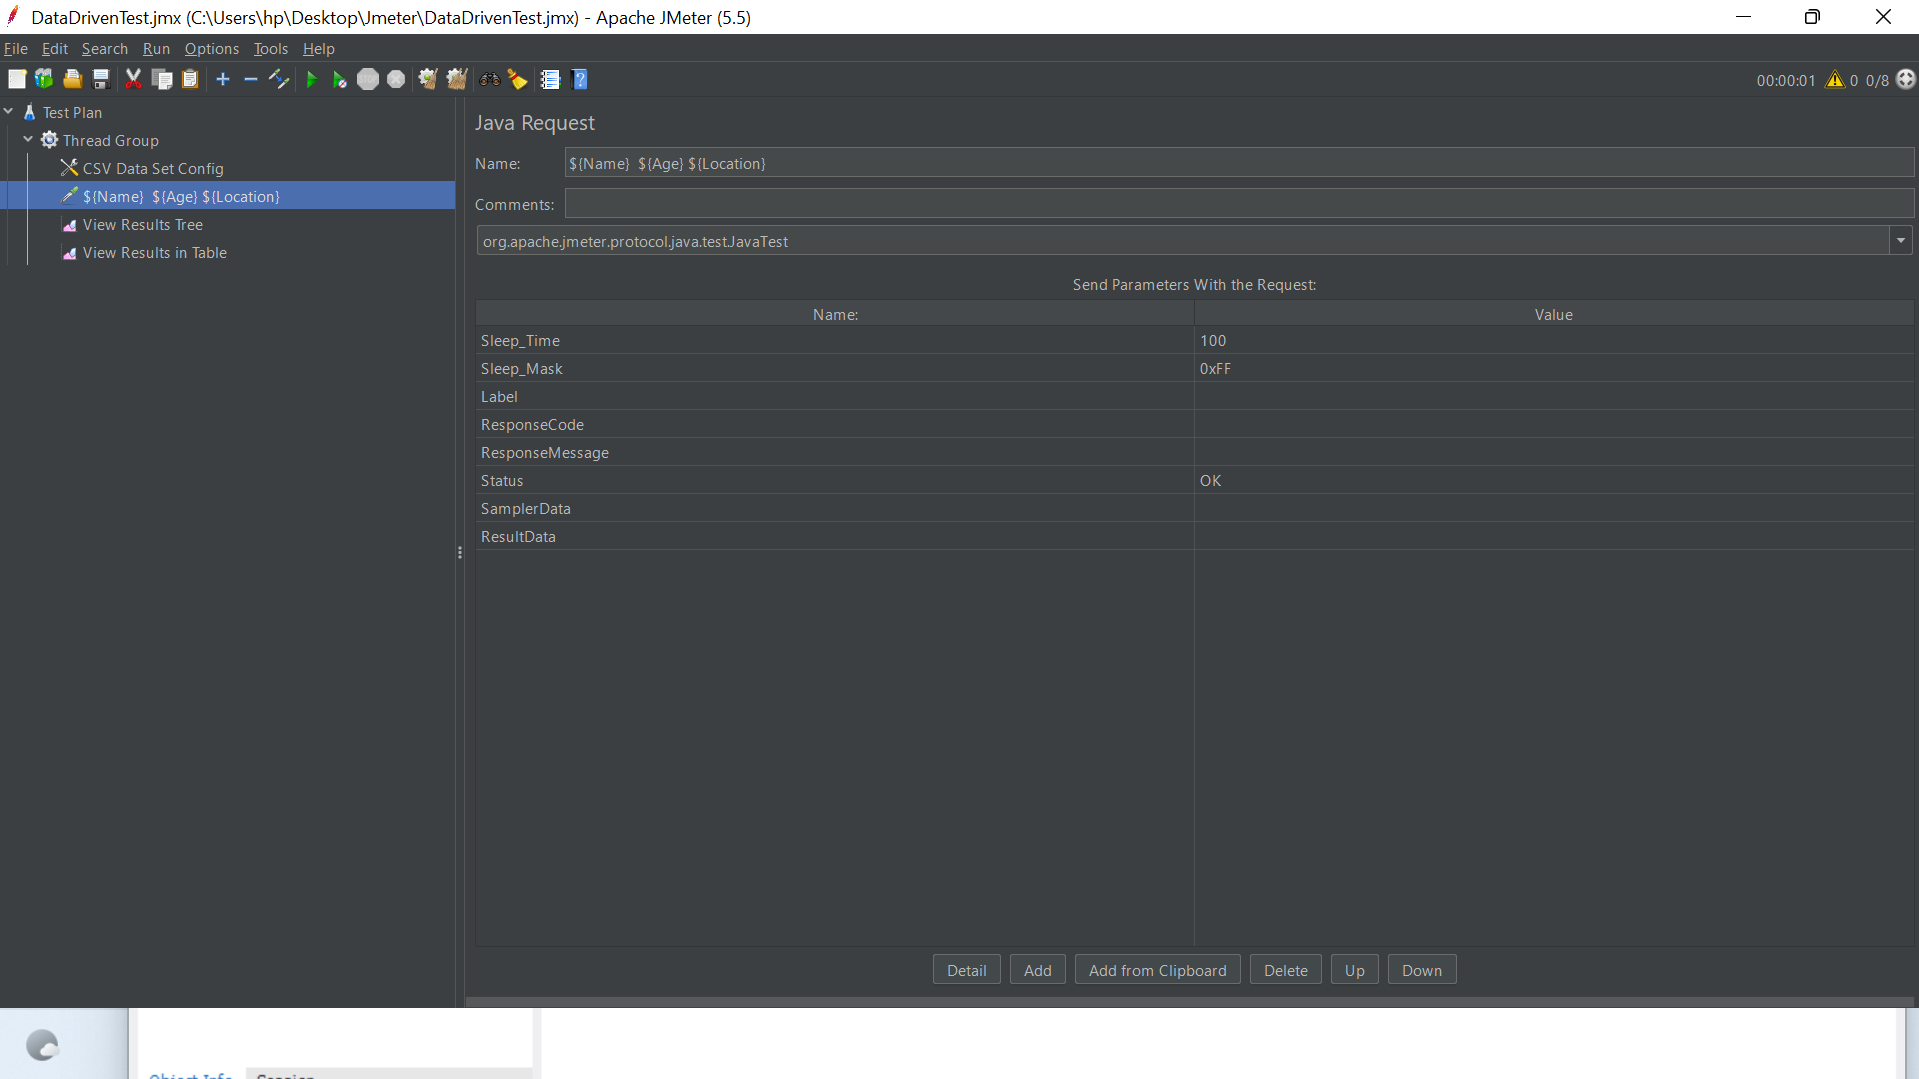 DataDrivenTest.jmx (C:\Users\hp\Desktop\Jmeter\DataDrivenTest.jmx) - Apache JMeter (5.5)
File Edit Search Run Options Tools Help
00:00:01 0 0/8
Test Plan
Thread Group
CSV Data Set Config
${Name}  ${Age} ${Location}
View Results Tree
View Results in Table
Java Request
Name: ${Name}  ${Age} ${Location}
Comments:
org.apache.jmeter.protocol.java.test.JavaTest
Send Parameters With the Request:
Name: Value
Sleep_Time 100
Sleep_Mask 0xFF
Label
ResponseCode
ResponseMessage
Status OK
SamplerData
ResultData
Detail Add Add from Clipboard Delete Up Down